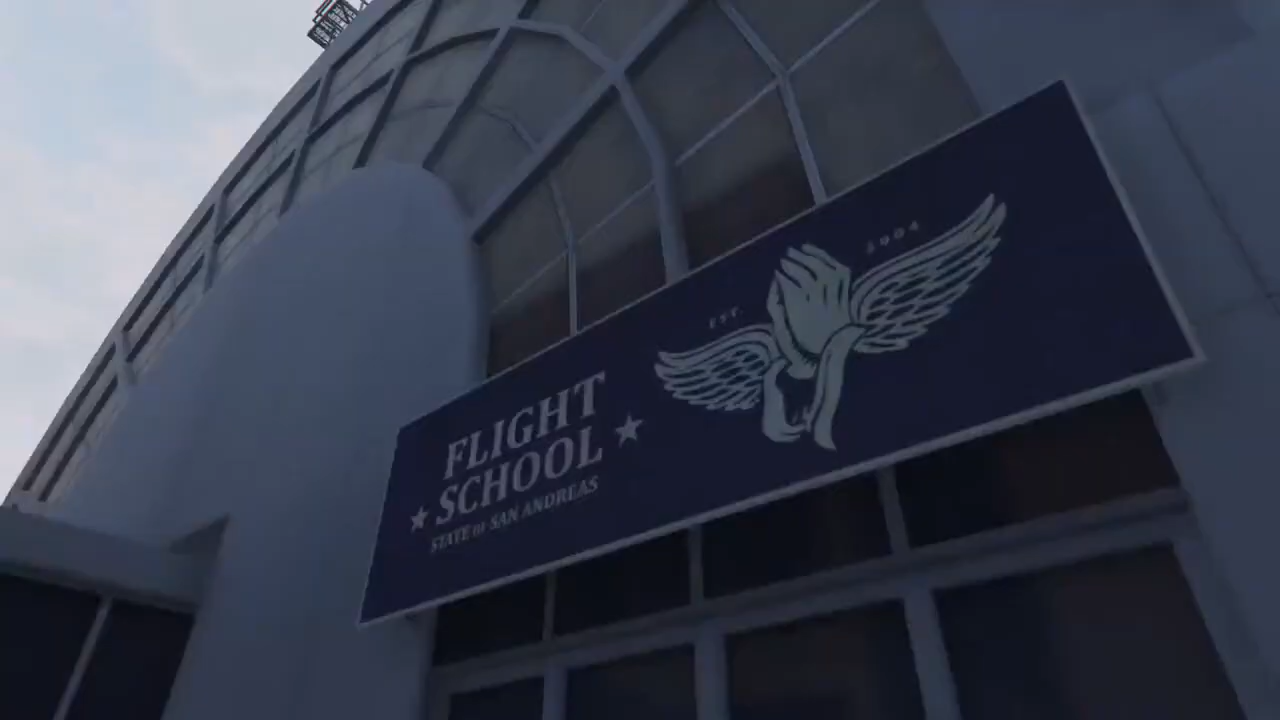 EST.
2004
FLIGHT
SCHOOL
STATE OF SAN ANDREAS